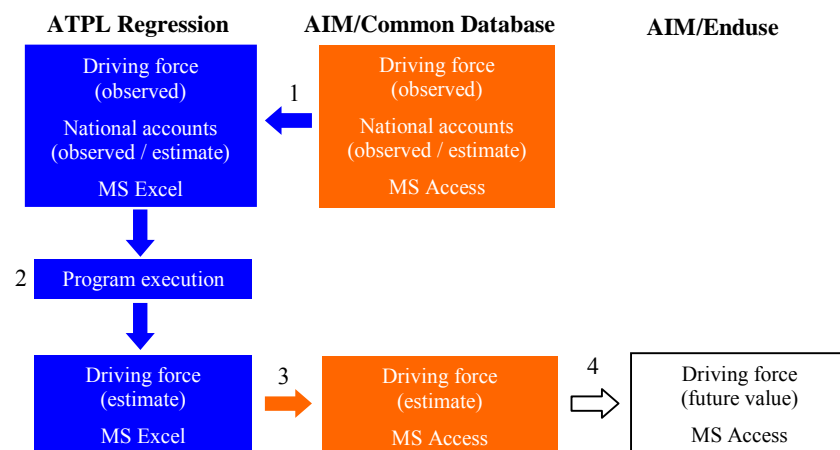 ATPL Regression
AIM/Common Database
AIM/Enduse
Driving force
(observed)
National accounts
(observed / estimate)
MS Excel
1
Driving force
(observed)
National accounts
(observed / estimate)
MS Access
2
Program execution
Driving force
(estimate)
MS Excel
3
Driving force
(estimate)
MS Access
4
Driving force
(future value)
MS Access